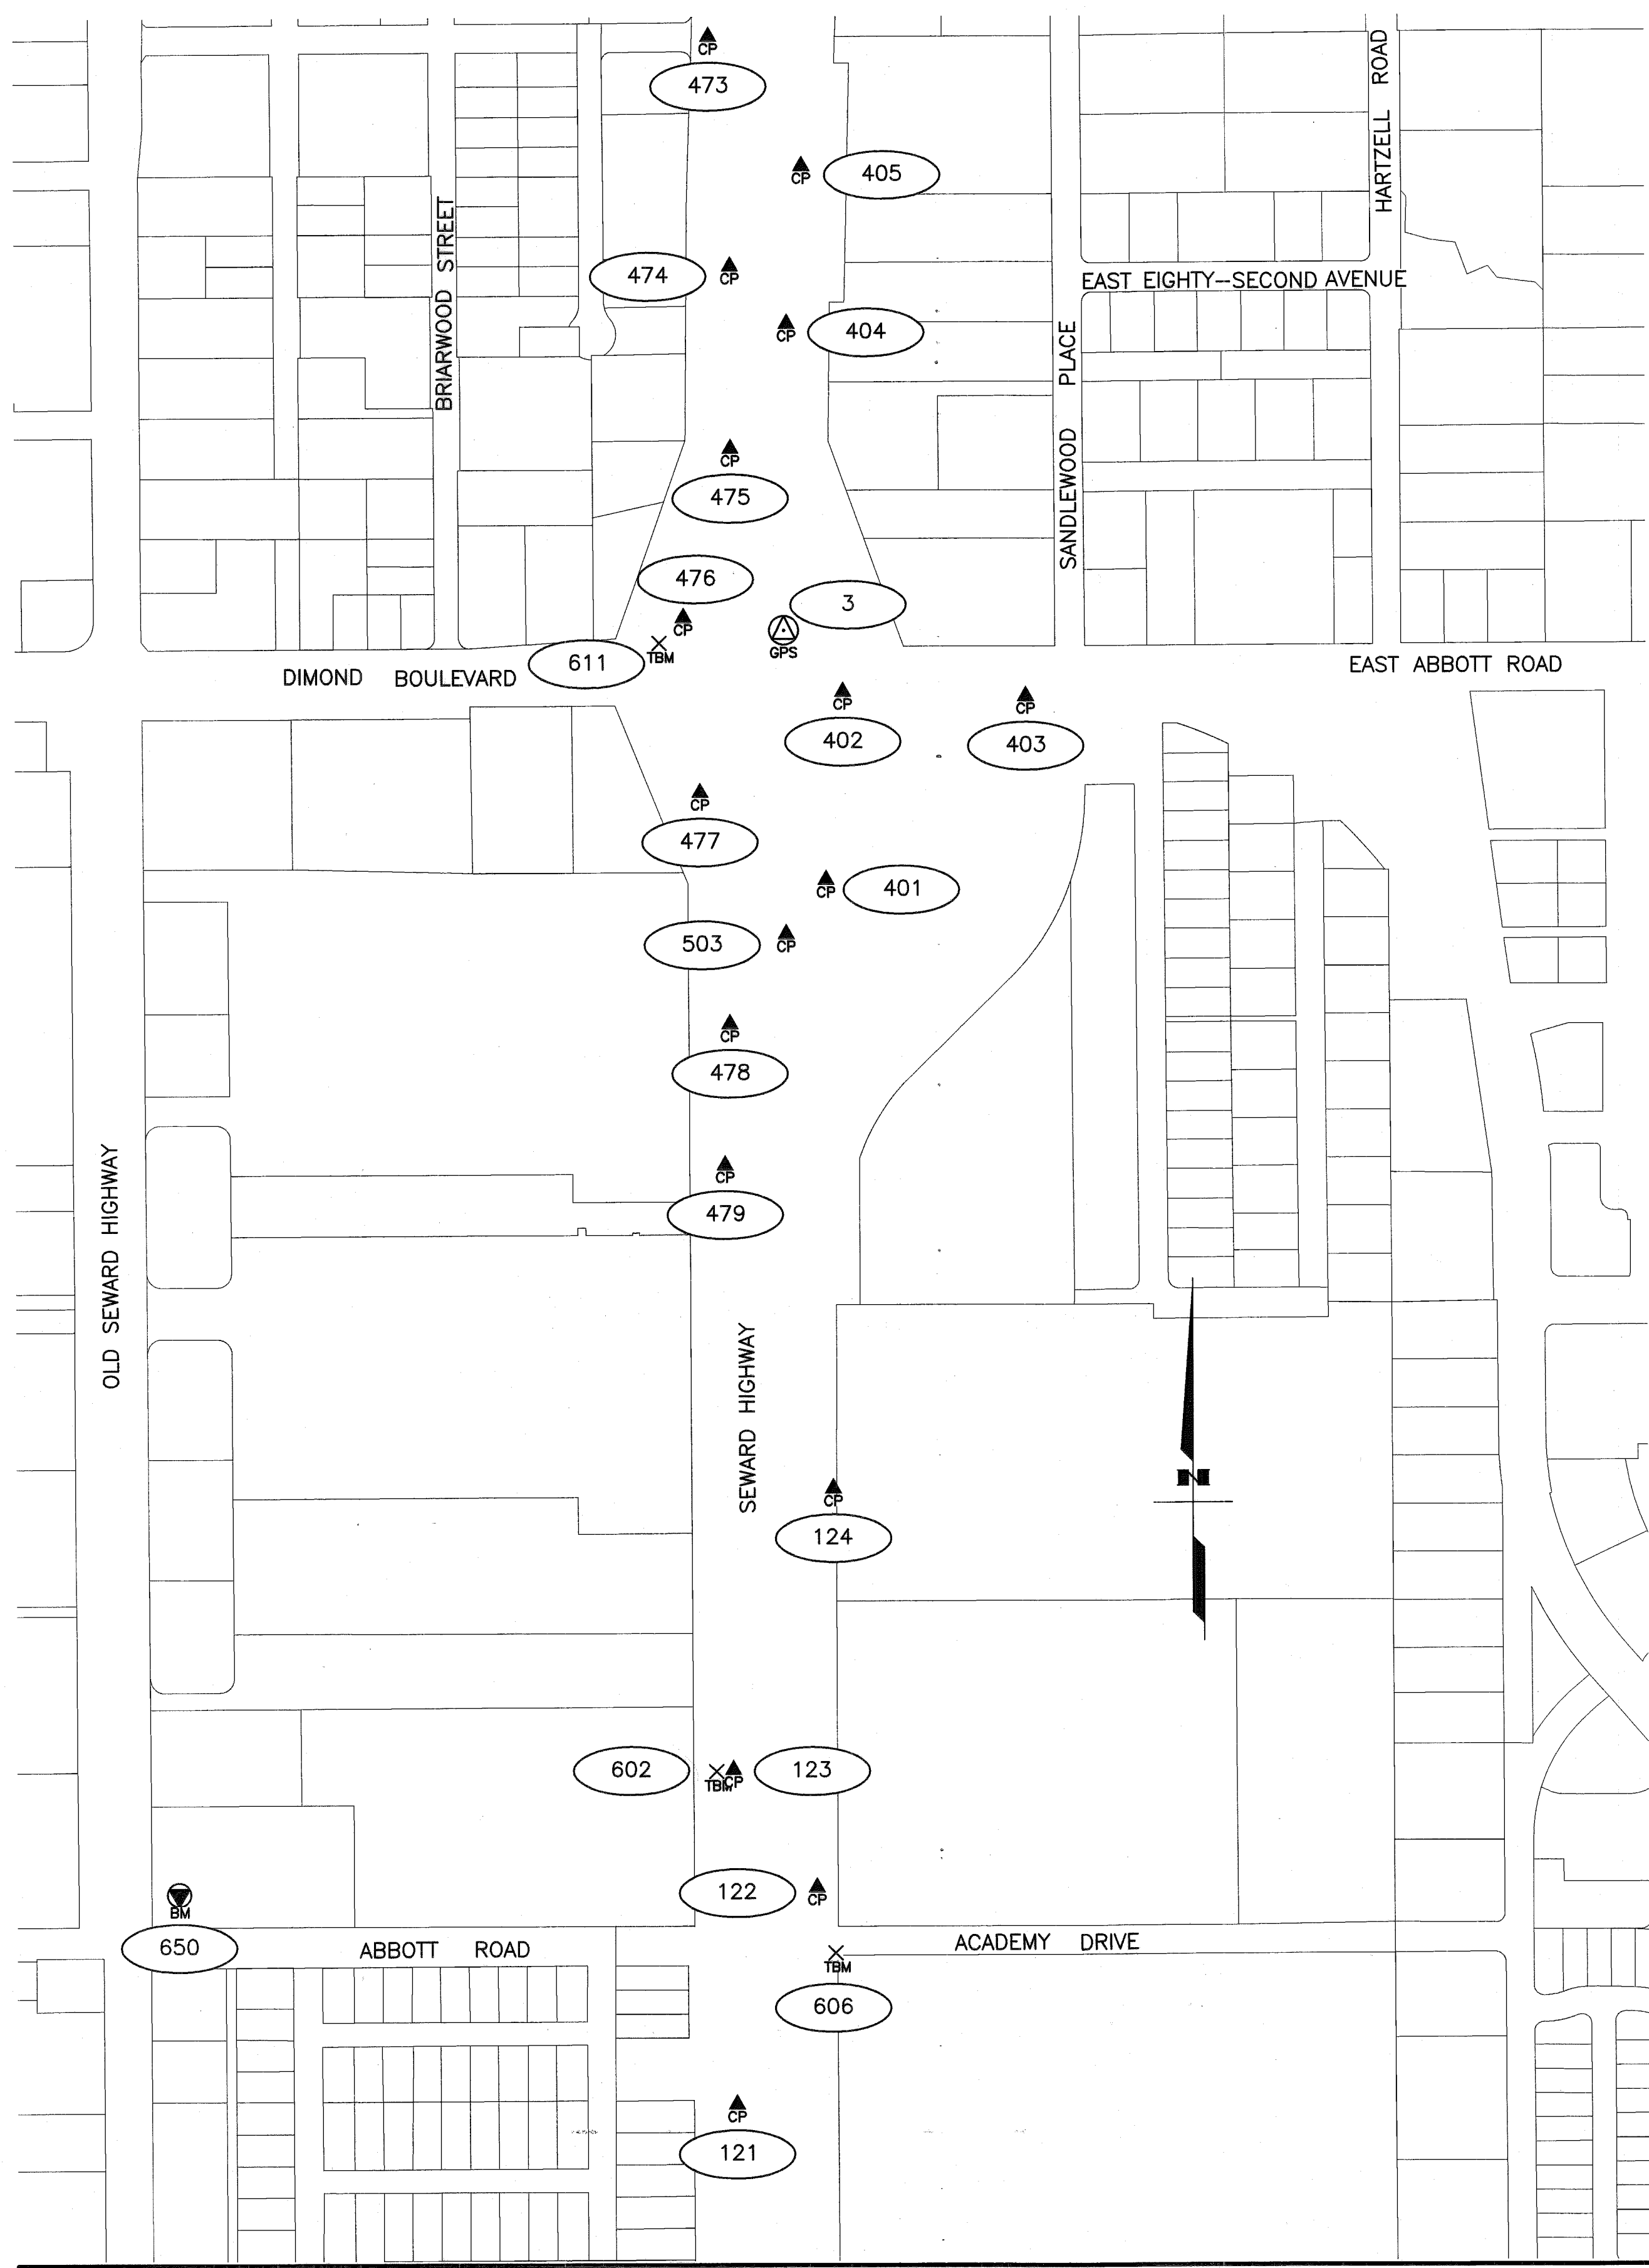 CP
473
HARTZELL ROAD
CP
405
BRIARWOOD STREET
474
CP
EAST EIGHTY--SECOND AVENUE
CP
404
SANDLEWOOD PLACE
CP
475
476
CP
3
GPS
611
TBM
DIMOND BOULEVARD
EAST ABBOTT ROAD
CP
402
CP
403
CP
477
CP
401
503
CP
CP
478
CP
479
OLD SEWARD HIGHWAY
SEWARD HIGHWAY
N
CP
124
602
TBM
CP
123
122
CP
BM
650
ABBOTT ROAD
ACADEMY DRIVE
TBM
606
CP
121